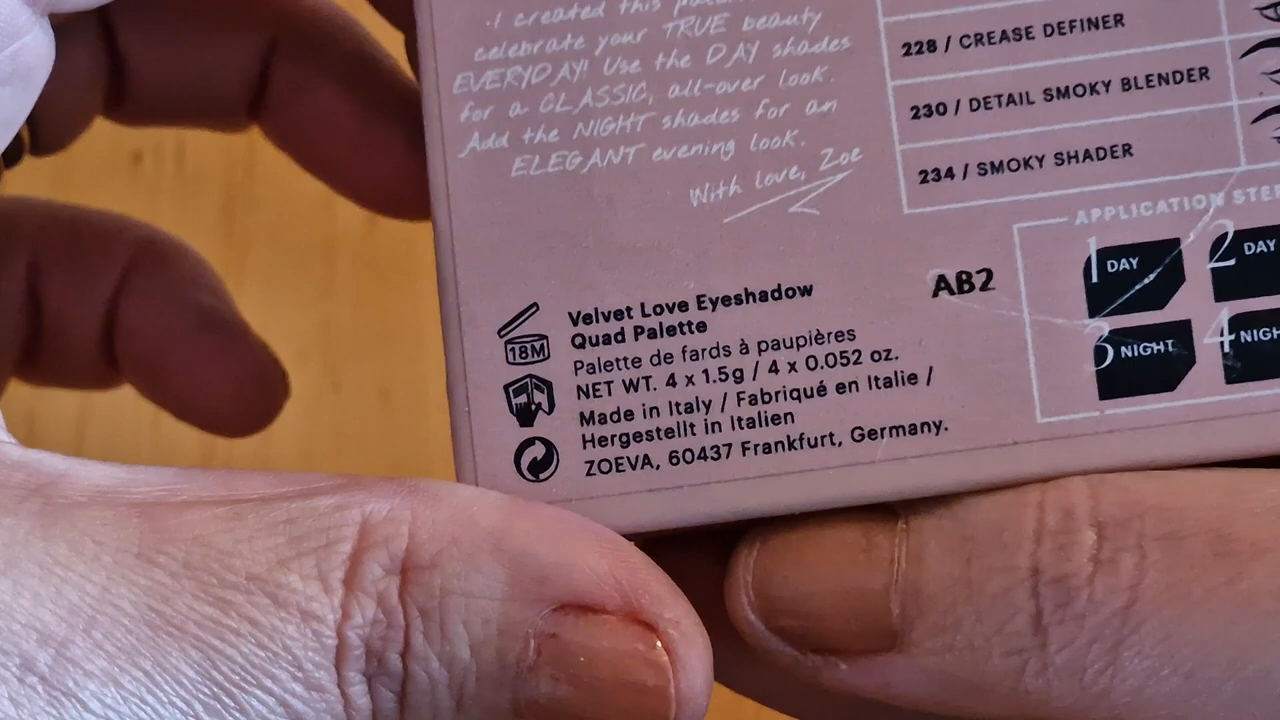 I created this
celebrate your TRUE beauty
EVERYDAY! Use the DAY shades
for a CLASSIC, all-over look.
Add the NIGHT shades for an
ELEGANT evening look.
With love, Zoe
228 / CREASE DEFINER
230 / DETAIL SMOKY BLENDER
234 / SMOKY SHADER
APPLICATION STEP
1 DAY
2 DAY
3 NIGHT
4 NIGH
AB2
18M
Velvet Love Eyeshadow
Quad Palette
Palette de fards à paupières
NET WT. 4 x 1.5g / 4 x 0.052 oz.
Made in Italy / Fabriqué en Italie /
Hergestellt in Italien
ZOEVA, 60437 Frankfurt, Germany.